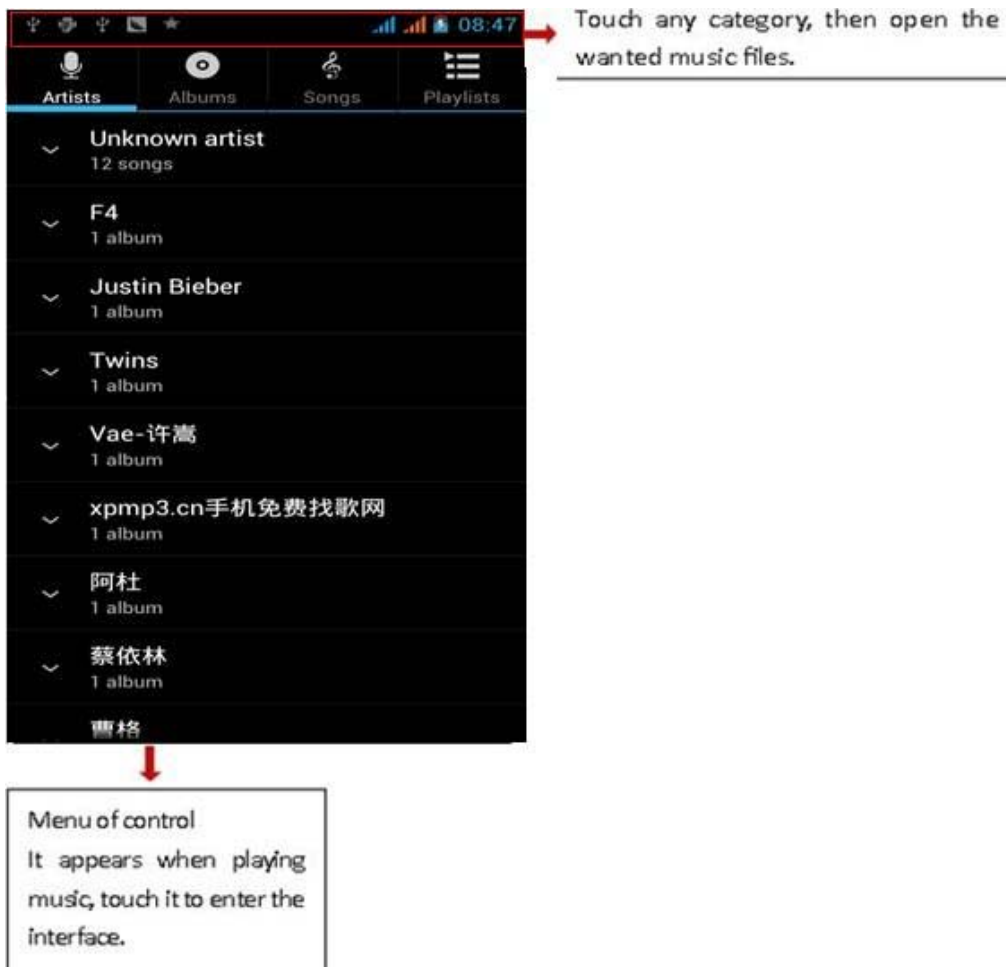 08:47
Touch any category, then open the
wanted music files.
Artists Albums Songs Playlists
Unknown artist
12 songs
F4
1 album
Justin Bieber
1 album
Twins
1 album
Vae-许嵩
1 album
xpmp3.cn手机免费找歌网
1 album
阿杜
1 album
蔡依林
1 album
曹格
Menu of control
It appears when playing
music, touch it to enter the
interface.